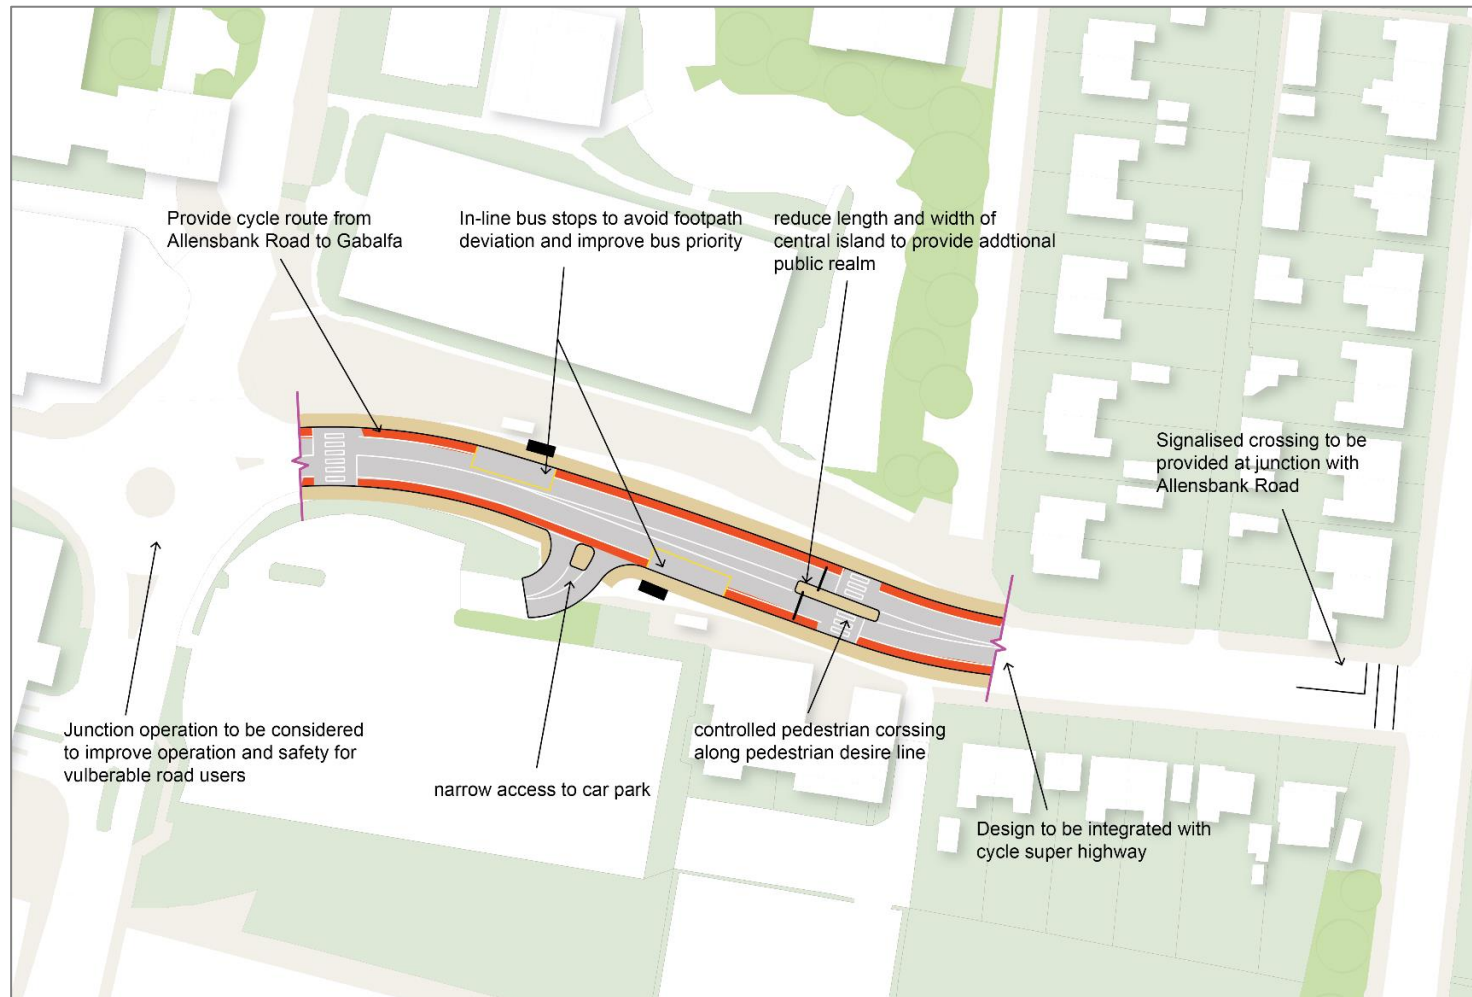 Provide cycle route from
Allensbank Road to Gabalfa
In-line bus stops to avoid footpath
deviation and improve bus priority
reduce length and width of
central island to provide addtional
public realm
Signalised crossing to be
provided at junction with
Allensbank Road
Junction operation to be considered
to improve operation and safety for
vulberable road users
narrow access to car park
controlled pedestrian corssing
along pedestrian desire line
Design to be integrated with
cycle super highway